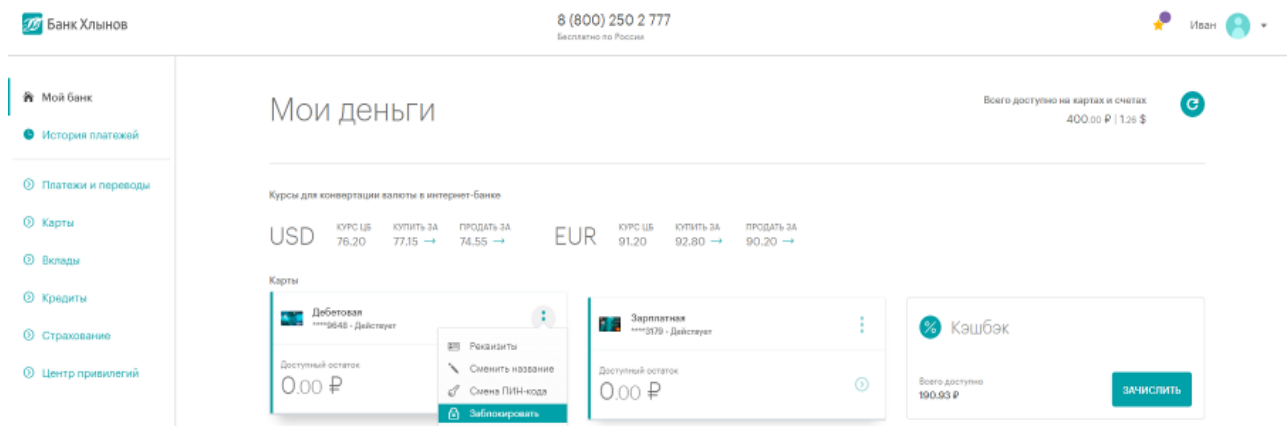 Банк Хлынов
8 (800) 250 2 777
Бесплатно по России
Иван
Мой банк
История платежей
Платежи и переводы
Карты
Вклады
Кредиты
Страхование
Центр привилегий
Мои деньги
Всего доступно на картах и счетах
400.00 ₽ | 1.26 $
Курсы для конвертации валюты в интернет-банке
USD
КУРС ЦБ КУПИТЬ ЗА ПРОДАТЬ ЗА
76.20 77.15 → 74.55 →
EUR
КУРС ЦБ КУПИТЬ ЗА ПРОДАТЬ ЗА
91.20 92.80 → 90.20 →
Карты
Дебетовая
****9648 - Действует
Доступный остаток
0.00 ₽
Реквизиты
Сменить название
Смена ПИН-кода
Заблокировать
Зарплатная
****3179 - Действует
Доступный остаток
0.00 ₽
% Кэшбэк
Всего доступно
190.93 ₽
ЗАЧИСЛИТЬ